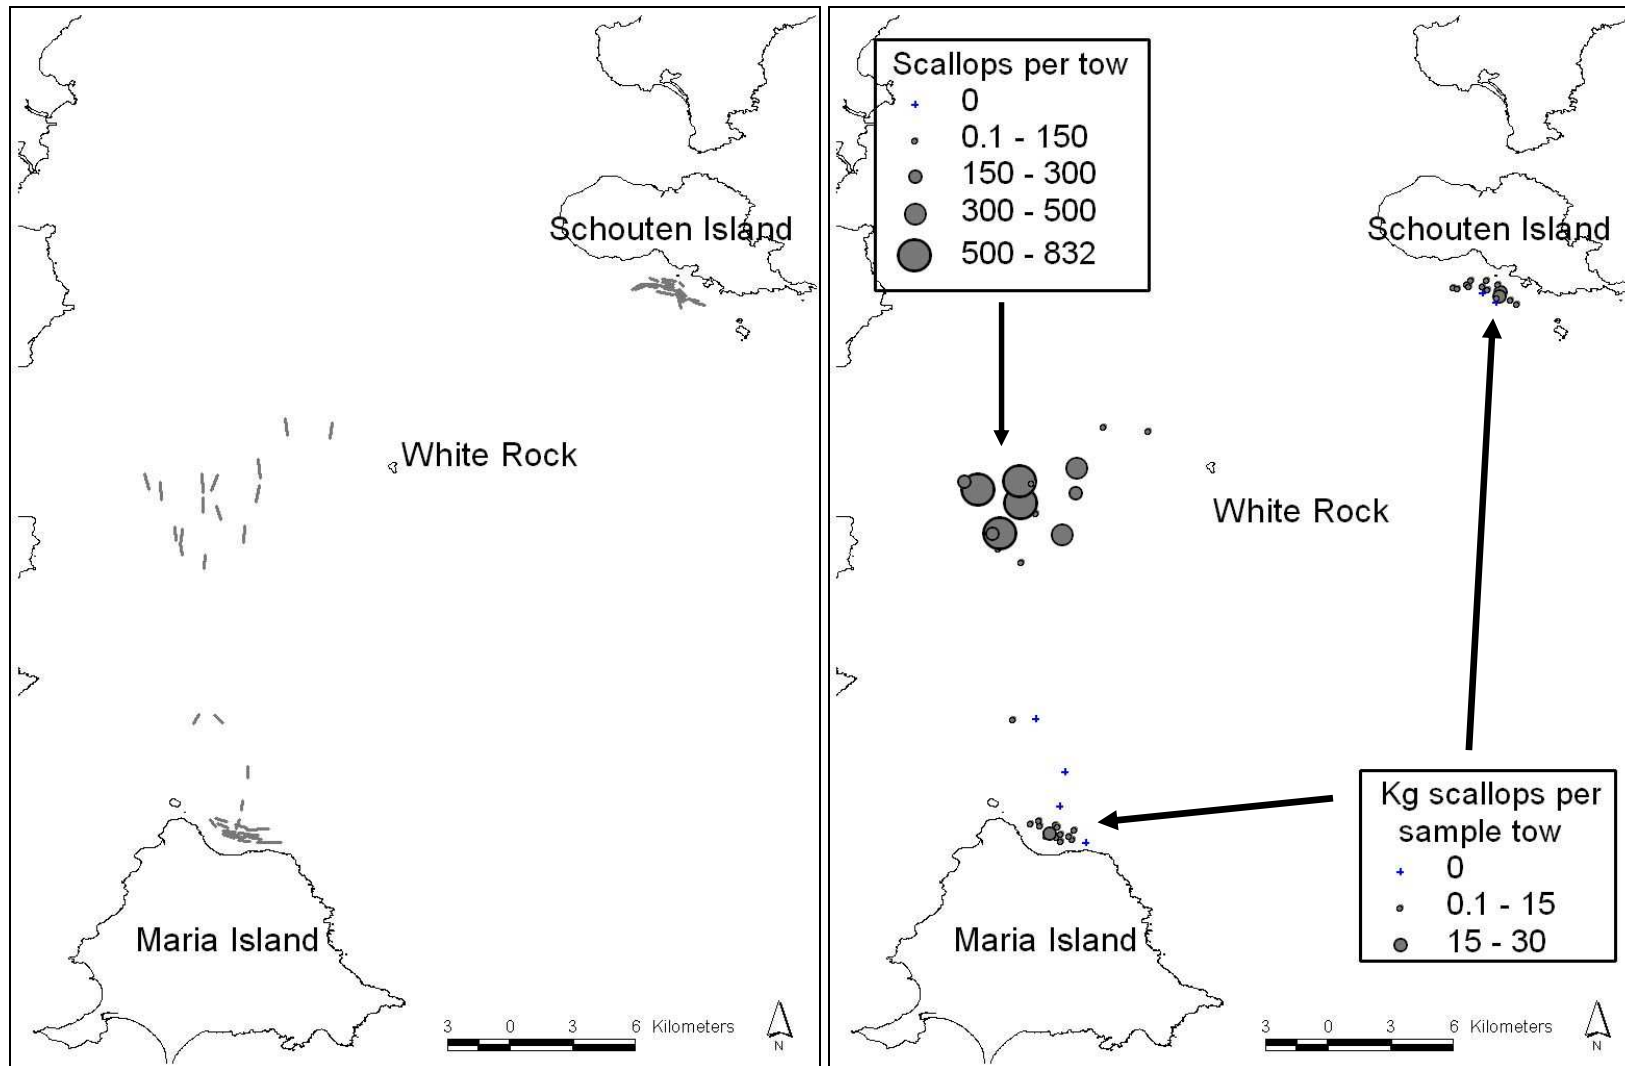 Schouten Island
White Rock
Maria Island
3 0 3 6 Kilometers
N
Scallops per tow
0
0.1 - 150
150 - 300
300 - 500
500 - 832
Schouten Island
White Rock
Kg scallops per
sample tow
0
0.1 - 15
15 - 30
Maria Island
3 0 3 6 Kilometers
N